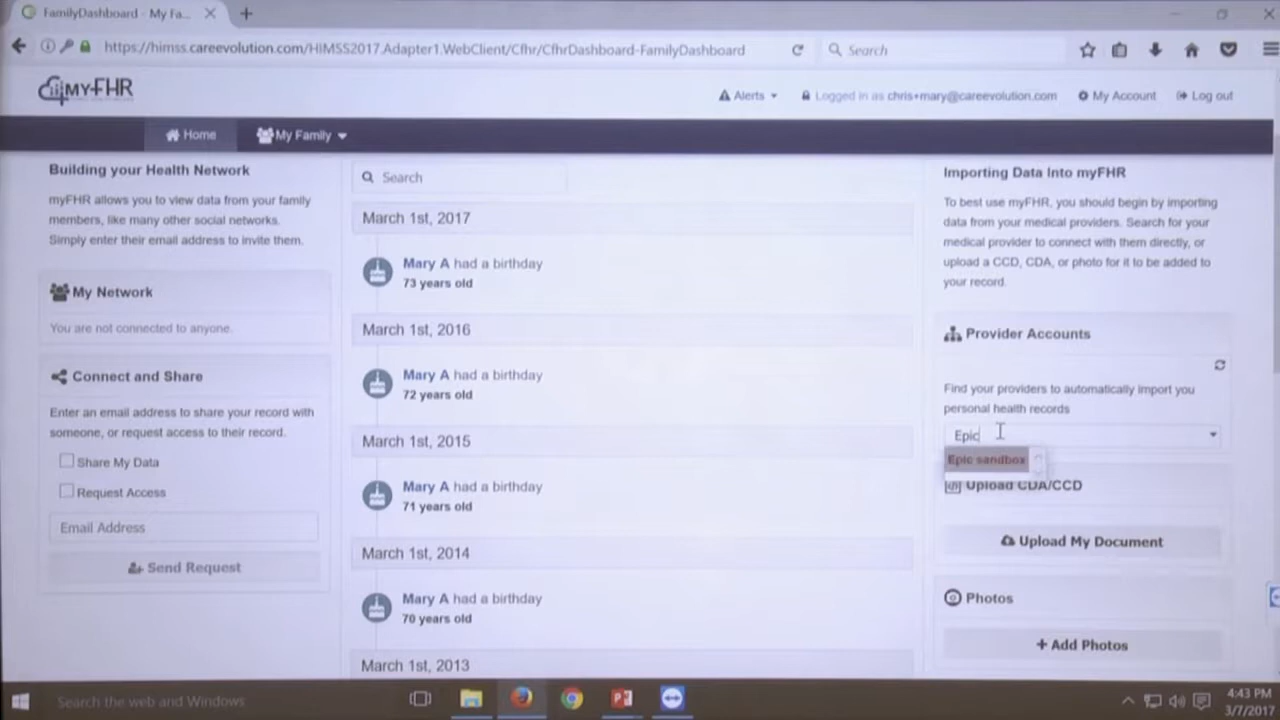 FamilyDashboard - My Fa...
https://himss.careevolution.com/HIMSS2017.Adapter1.WebClient/Cfhr/CfhrDashboard-FamilyDashboard
Search
MY-FHR
Alerts
Logged in as chris+mary@careevolution.com
My Account
Log out
Home
My Family
Building your Health Network
myFHR allows you to view data from your family
members, like many other social networks.
Simply enter their email address to invite them.
My Network
You are not connected to anyone.
Connect and Share
Enter an email address to share your record with
someone, or request access to their record.
Share My Data
Request Access
Email Address
Send Request
Search
March 1st, 2017
Mary A had a birthday
73 years old
March 1st, 2016
Mary A had a birthday
72 years old
March 1st, 2015
Mary A had a birthday
71 years old
March 1st, 2014
Mary A had a birthday
70 years old
March 1st, 2013
Importing Data Into myFHR
To best use myFHR, you should begin by importing
data from your medical providers. Search for your
medical provider to connect with them directly, or
upload a CCD, CDA, or photo for it to be added to
your record.
Provider Accounts
Find your providers to automatically import you
personal health records
Epic
Epic sandbox
Upload CDA/CCD
Upload My Document
Photos
+ Add Photos
Search the web and Windows
4:43 PM
3/7/2017